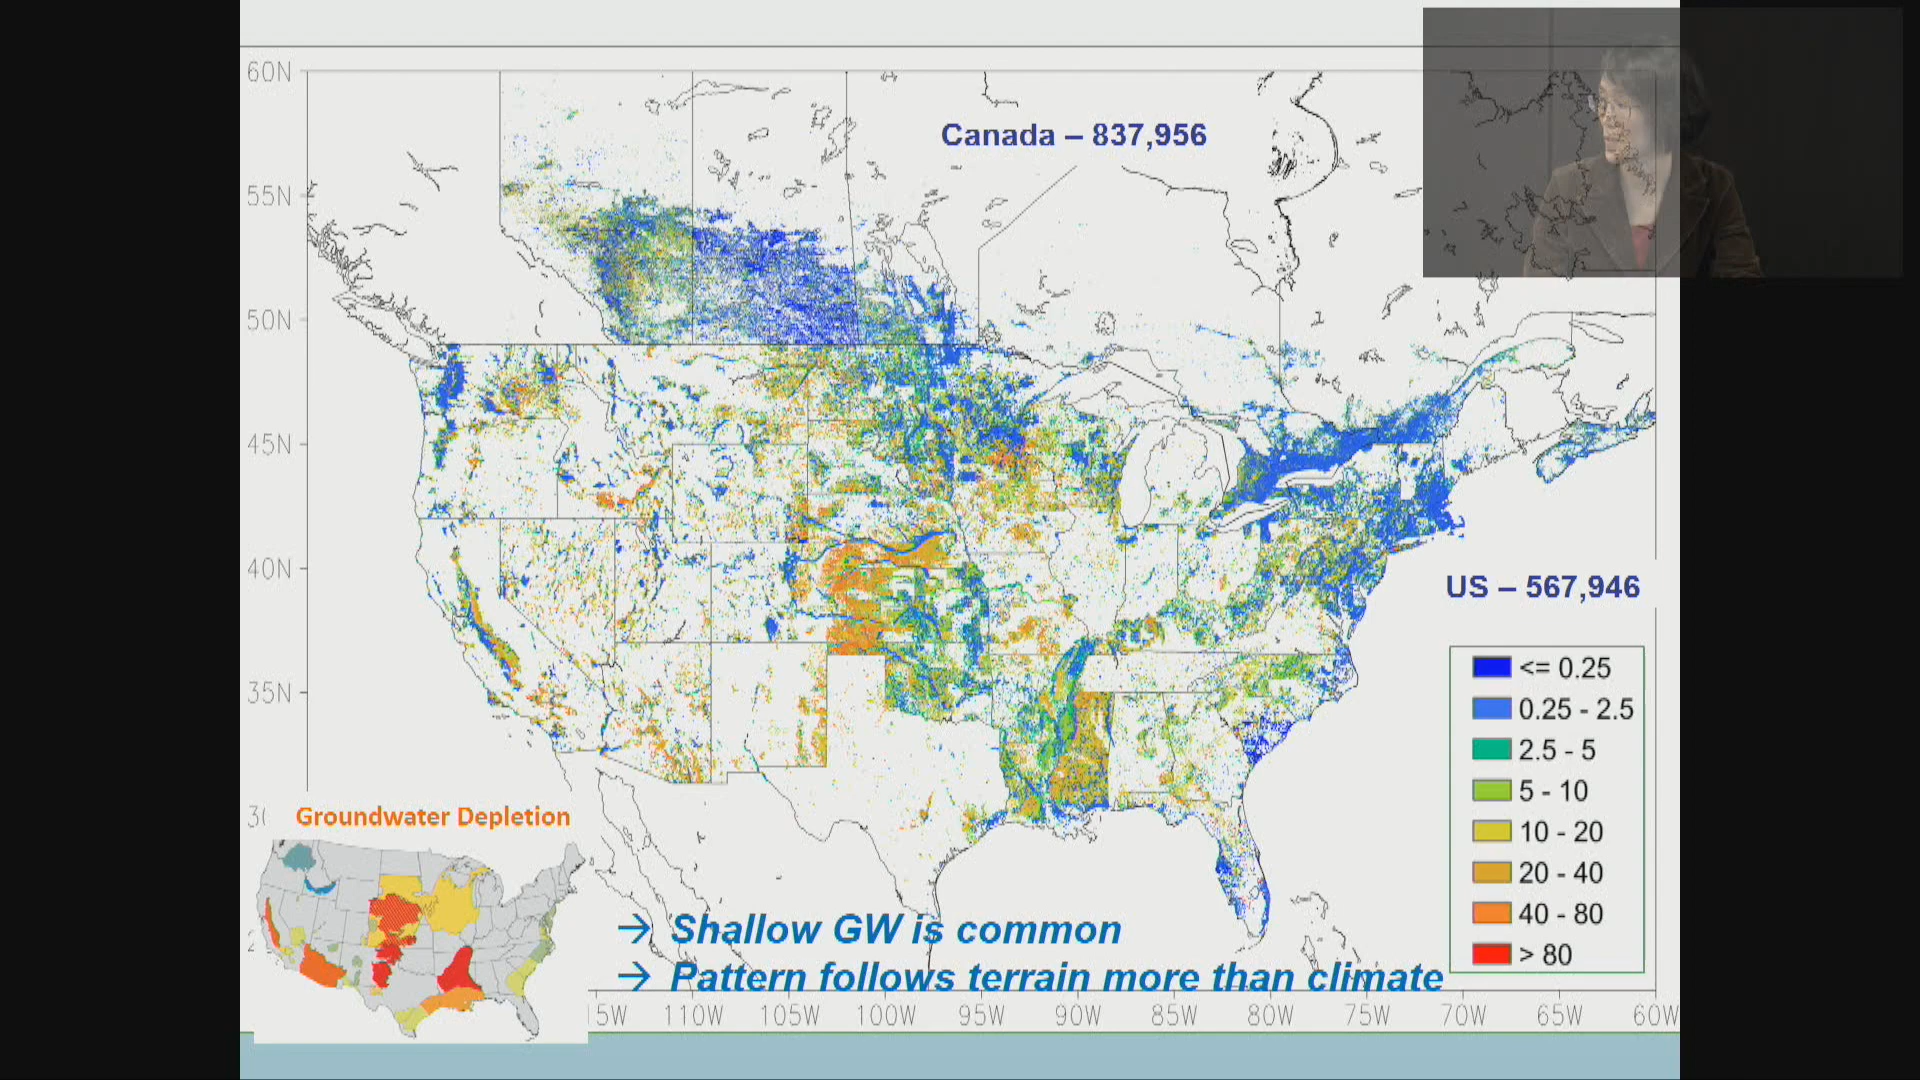 60N
Canada – 837,956
55N
50N
45N
40N
US – 567,946
35N
<= 0.25
0.25 - 2.5
2.5 - 5
5 - 10
10 - 20
20 - 40
40 - 80
> 80
Groundwater Depletion
→ Shallow GW is common
→ Pattern follows terrain more than climate
110W 105W 100W 95W 90W 85W 80W 75W 70W 65W 60W